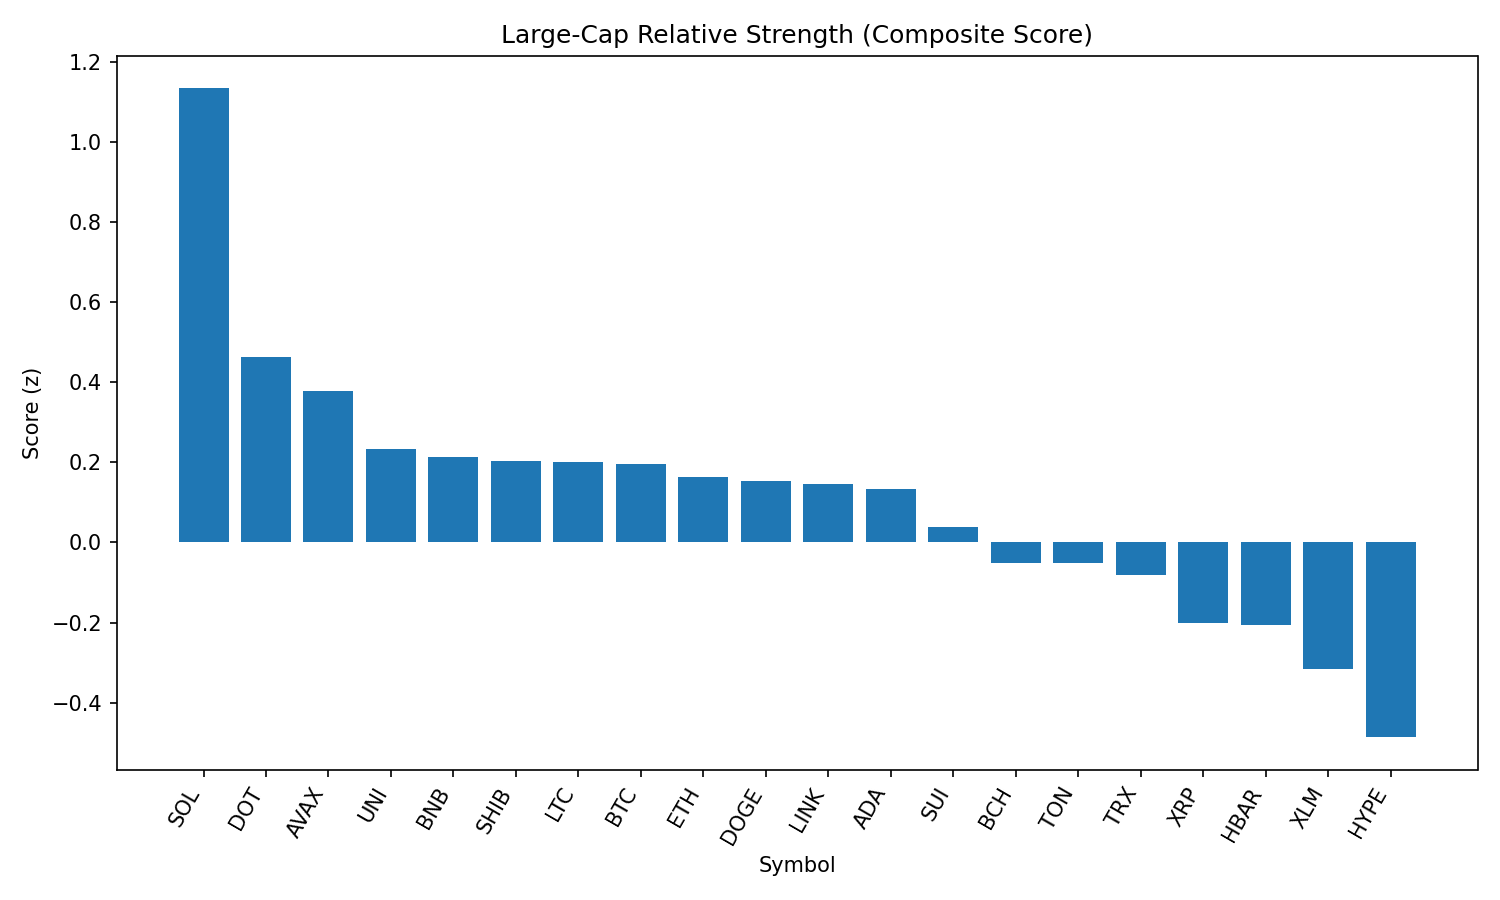 Large-Cap Relative Strength (Composite Score)
1.2
1.0
0.8
0.6
0.4
0.2
0.0
−0.2
−0.4
Score (z)
SOL
DOT
AVAX
UNI
BNB
SHIB
LTC
BTC
ETH
DOGE
LINK
ADA
SUI
BCH
TON
TRX
XRP
HBAR
XLM
HYPE
Symbol